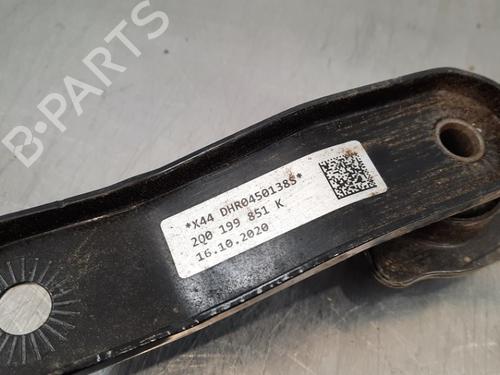 B-PARTS
*X44 DHR0450138S*
2Q0 199 851 K
16.10.2020